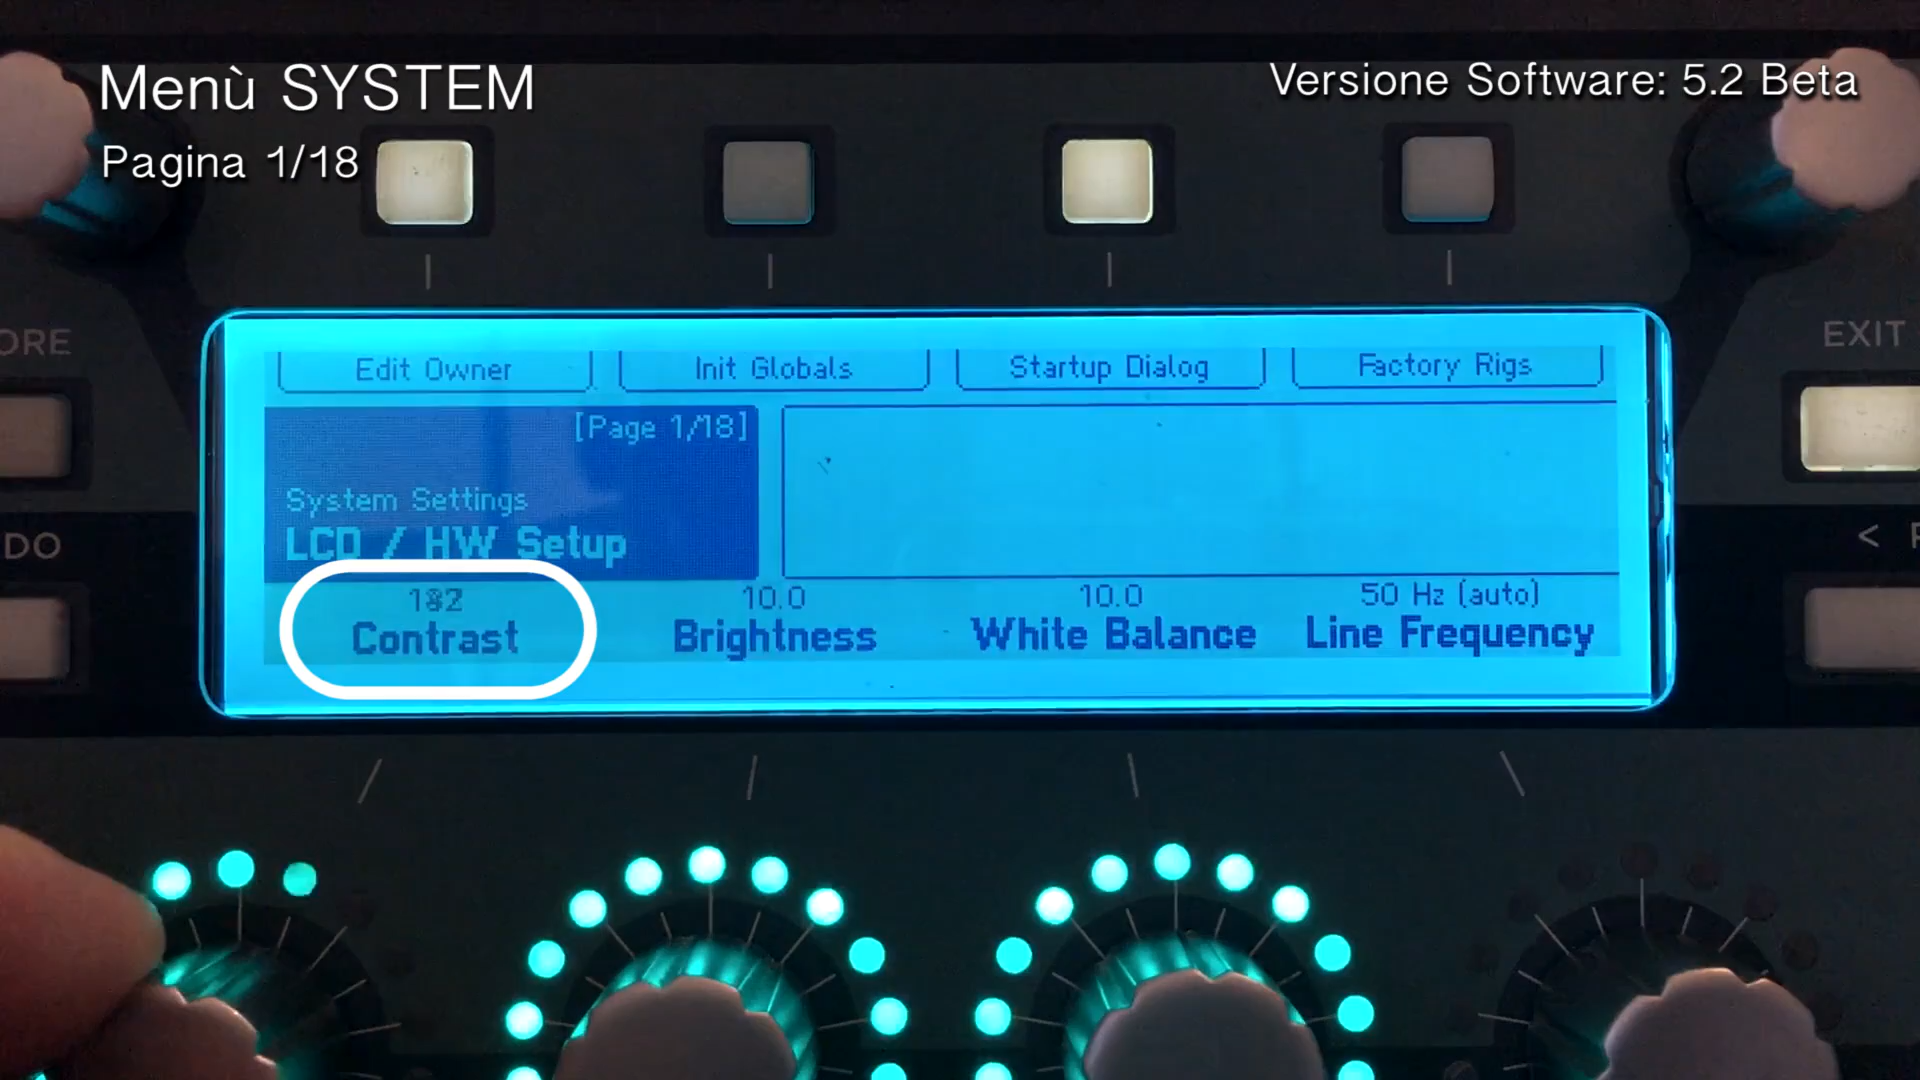 Menù SYSTEM
Versione Software: 5.2 Beta
Pagina 1/18
ORE
EXIT
Edit Owner
Init Globals
Startup Dialog
Factory Rigs
[Page 1/18]
System Settings
LCD / HW Setup
DO
<
10.0
10.0
50 Hz (auto)
Contrast
Brightness
White Balance
Line Frequency